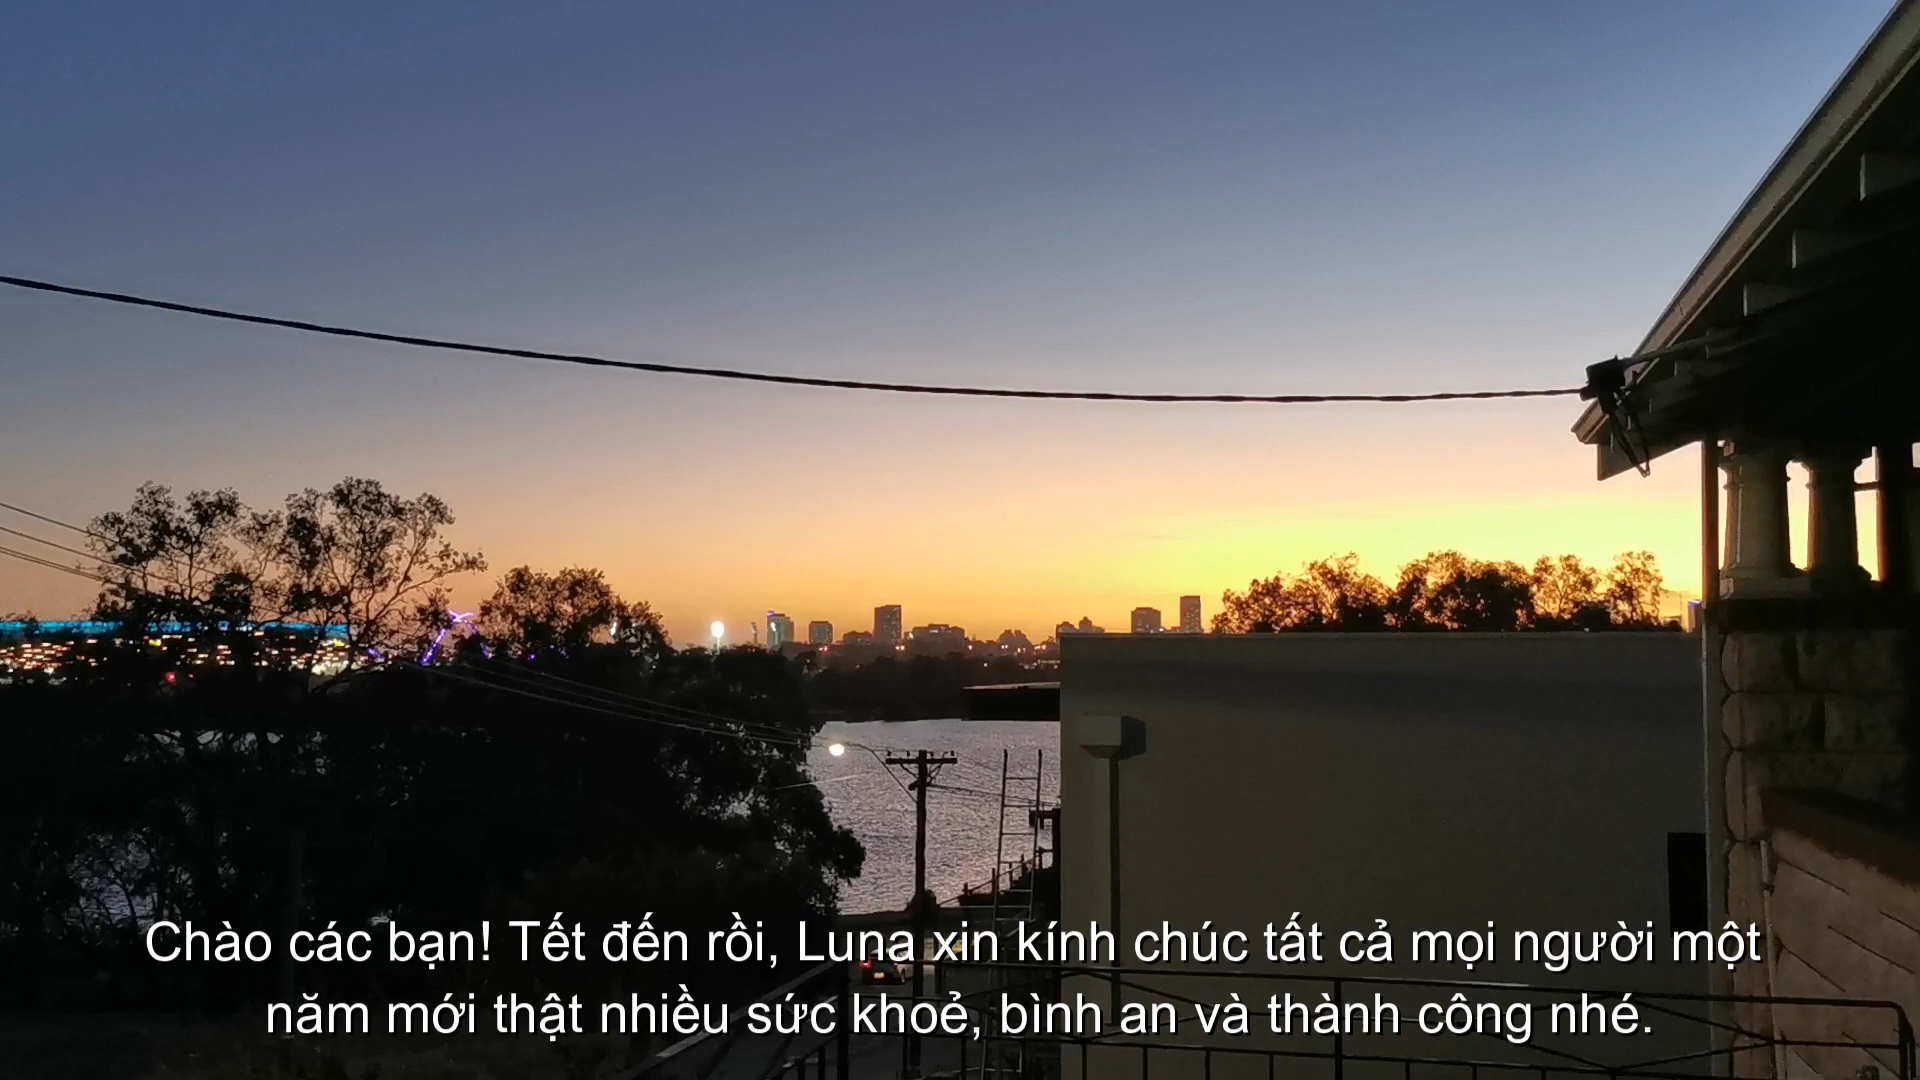 Chào các bạn! Tết đến rồi, Luna xin kính chúc tất cả mọi người một
năm mới thật nhiều sức khoẻ, bình an và thành công nhé.